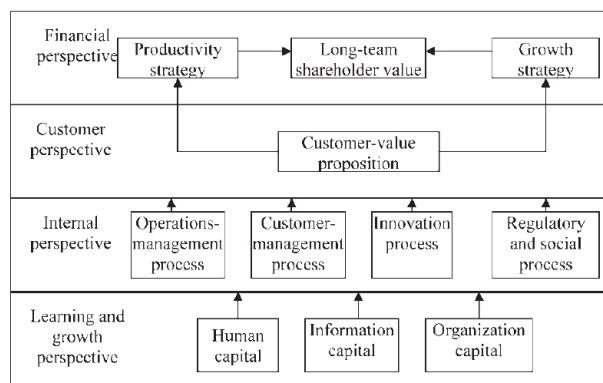 Financial perspective
Productivity strategy
Long-team shareholder value
Growth strategy
Customer perspective
Customer-value proposition
Internal perspective
Operations-management process
Customer-management process
Innovation process
Regulatory and social process
Learning and growth perspective
Human capital
Information capital
Organization capital